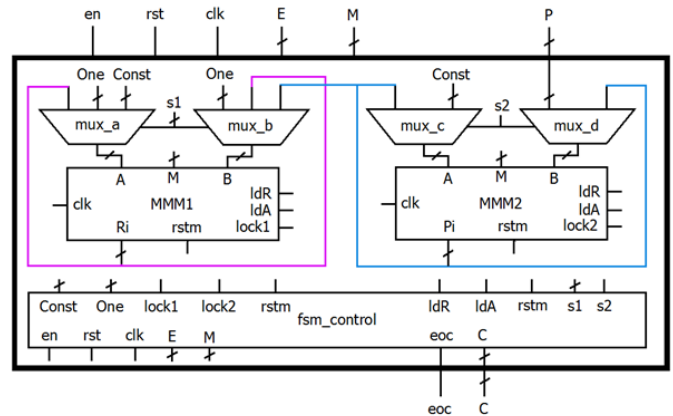 en rst clk E M P
One Const One Const
s1 s2
mux_a mux_b mux_c mux_d
A M B A M B
clk MMM1 ldR ldA lock1
Ri rstm
clk MMM2 ldR ldA lock2
Pi rstm
Const One lock1 lock2 rstm ldR ldA rstm s1 s2
fsm_control
en rst clk E M eoc C
eoc C